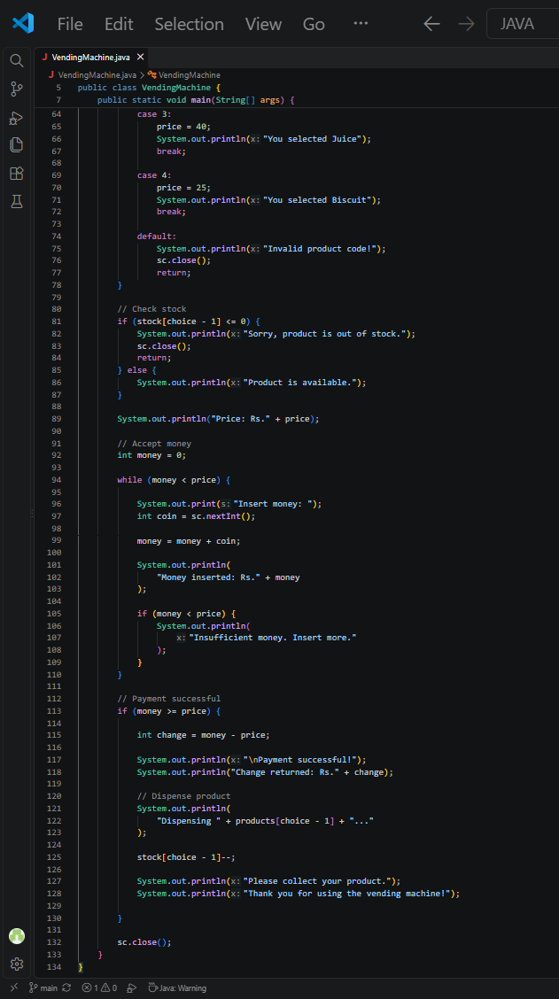 File Edit Selection View Go ... JAVA
J VendingMachine.java ×
J VendingMachine.java > VendingMachine
5 public class VendingMachine {
7 public static void main(String[] args) {
64 case 3:
65 price = 40;
66 System.out.println(x: "You selected Juice");
67 break;
68
69 case 4:
70 price = 25;
71 System.out.println(x: "You selected Biscuit");
72 break;
73
74 default:
75 System.out.println(x: "Invalid product code!");
76 sc.close();
77 return;
78 }
79
80 // Check stock
81 if (stock[choice - 1] <= 0) {
82 System.out.println(x: "Sorry, product is out of stock.");
83 sc.close();
84 return;
85 } else {
86 System.out.println(x: "Product is available.");
87 }
88
89 System.out.println("Price: Rs." + price);
90
91 // Accept money
92 int money = 0;
93
94 while (money < price) {
95
96 System.out.print(s: "Insert money: ");
97 int coin = sc.nextInt();
98
99 money = money + coin;
100
101 System.out.println(
102 "Money inserted: Rs." + money
103 );
104
105 if (money < price) {
106 System.out.println(
107 x: "Insufficient money. Insert more."
108 );
109 }
110 }
111
112 // Payment successful
113 if (money >= price) {
114
115 int change = money - price;
116
117 System.out.println(x: "\nPayment successful!");
118 System.out.println("Change returned: Rs." + change);
119
120 // Dispense product
121 System.out.println(
122 "Dispensing " + products[choice - 1] + "..."
123 );
124
125 stock[choice - 1]--;
126
127 System.out.println(x: "Please collect your product.");
128 System.out.println(x: "Thank you for using the vending machine!");
129
130 }
131
132 sc.close();
133 }
134 }
main 1 0 Java: Warning